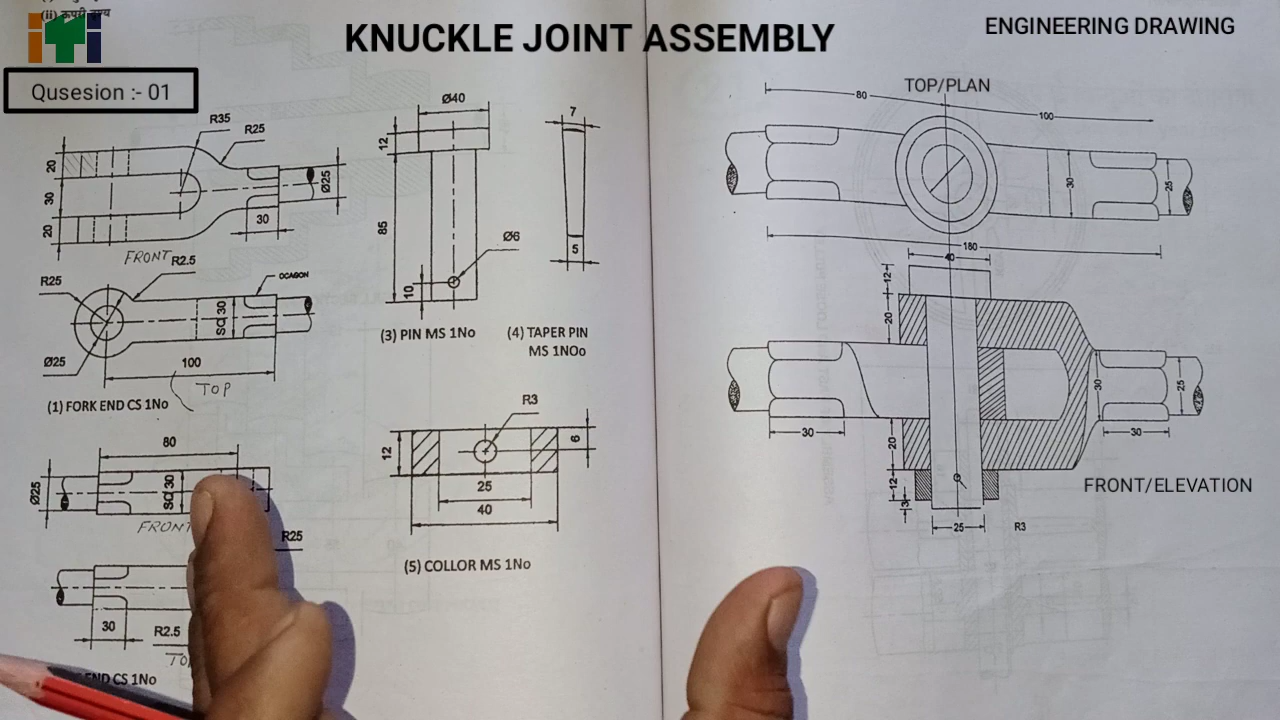 (ii) ऊपरी दृश्य
iTi
KNUCKLE JOINT ASSEMBLY
ENGINEERING DRAWING
Qusesion :- 01
R35
R25
20
30
20
Ø25
30
FRONT
R2.5
R25
OCAGON
SQ 30
Ø25
100
TOP
(1) FORK END CS 1No
80
Ø25
SQ 30
FRONT
R25
30
R2.5
END CS 1No
Ø40
12
85
Ø6
10
(3) PIN MS 1No
7
5
(4) TAPER PIN
MS 1NOo
R3
12
6
25
40
(5) COLLOR MS 1No
TOP/PLAN
80
100
30
25
180
40
12
20
30
25
30
20
30
12
3
25
R3
FRONT/ELEVATION